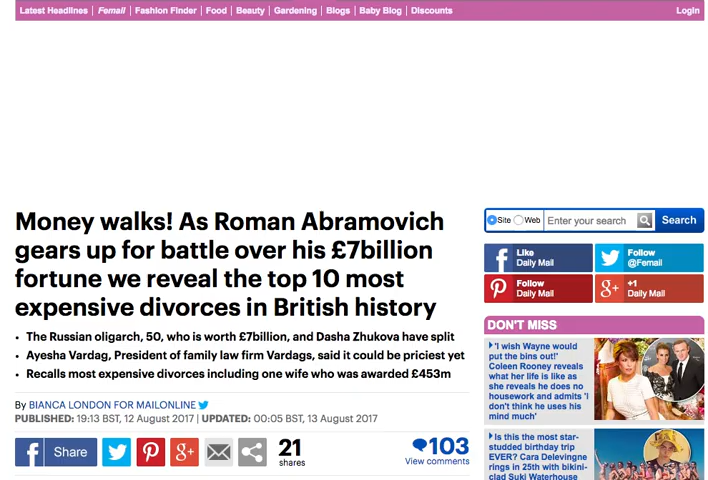 Latest Headlines | Femail | Fashion Finder | Food | Beauty | Gardening | Blogs | Baby Blog | Discounts
Login
Money walks! As Roman Abramovich
gears up for battle over his £7billion
fortune we reveal the top 10 most
expensive divorces in British history
• The Russian oligarch, 50, who is worth £7billion, and Dasha Zhukova have split
• Ayesha Vardag, President of family law firm Vardags, said it could be priciest yet
• Recalls most expensive divorces including one wife who was awarded £453m
By BIANCA LONDON FOR MAILONLINE
PUBLISHED: 19:13 BST, 12 August 2017 | UPDATED: 00:05 BST, 13 August 2017
Share
21
shares
103
View comments
Site Web Enter your search Search
Like
Daily Mail
Follow
@Femail
Follow
Daily Mail
+1
Daily Mail
DON'T MISS
'I wish Wayne would
put the bins out!'
Coleen Rooney reveals
what her life is like as
she reveals he does no
housework and admits 'I
don't think he uses his
mind much'
Is this the most star-
studded birthday trip
EVER? Cara Delevingne
rings in 25th with bikini-
clad Suki Waterhouse